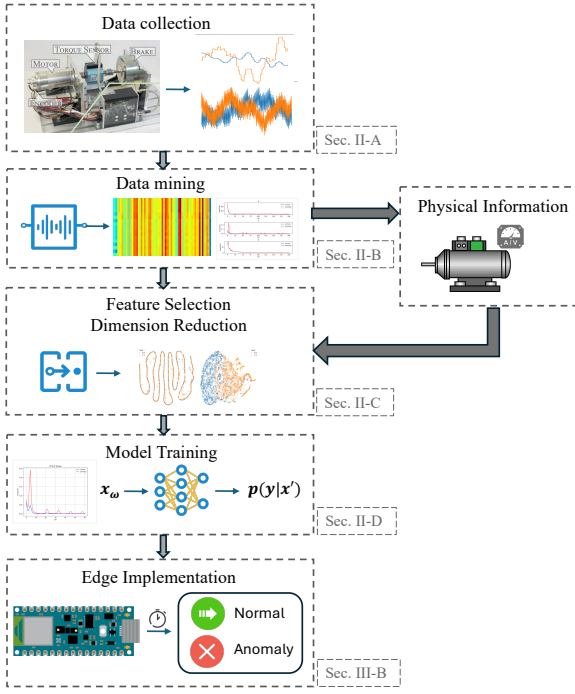 Data collection
TORQUE SENSOR
BRAKE
MOTOR
ENCODER
Sec. II-A
Data mining
Sec. II-B
Physical Information
A/V
Feature Selection
Dimension Reduction
Sec. II-C
Model Training
x_ω
p(y|x′)
Sec. II-D
Edge Implementation
Normal
Anomaly
Sec. III-B